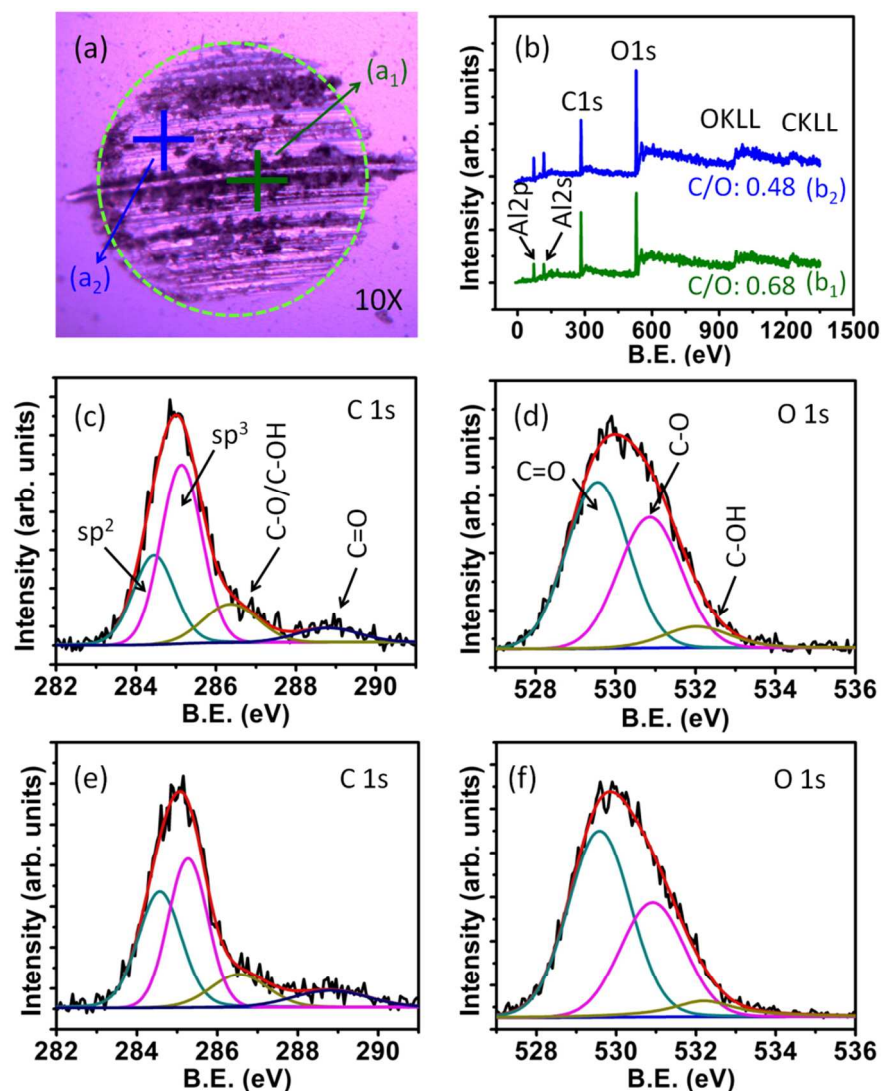 (a)
(a₁)
(a₂)
10X
(b)
O1s
C1s
OKLL
CKLL
Al2p
Al2s
C/O: 0.48 (b₂)
C/O: 0.68 (b₁)
Intensity (arb. units)
0 300 600 900 1200 1500
B.E. (eV)
(c)
C 1s
sp²
sp³
C-O/C-OH
C=O
Intensity (arb. units)
282 284 286 288 290
B.E. (eV)
(d)
O 1s
C=O
C-O
C-OH
Intensity (arb. units)
528 530 532 534 536
B.E. (eV)
(e)
C 1s
Intensity (arb. units)
282 284 286 288 290
B.E. (eV)
(f)
O 1s
Intensity (arb. units)
528 530 532 534 536
B.E. (eV)